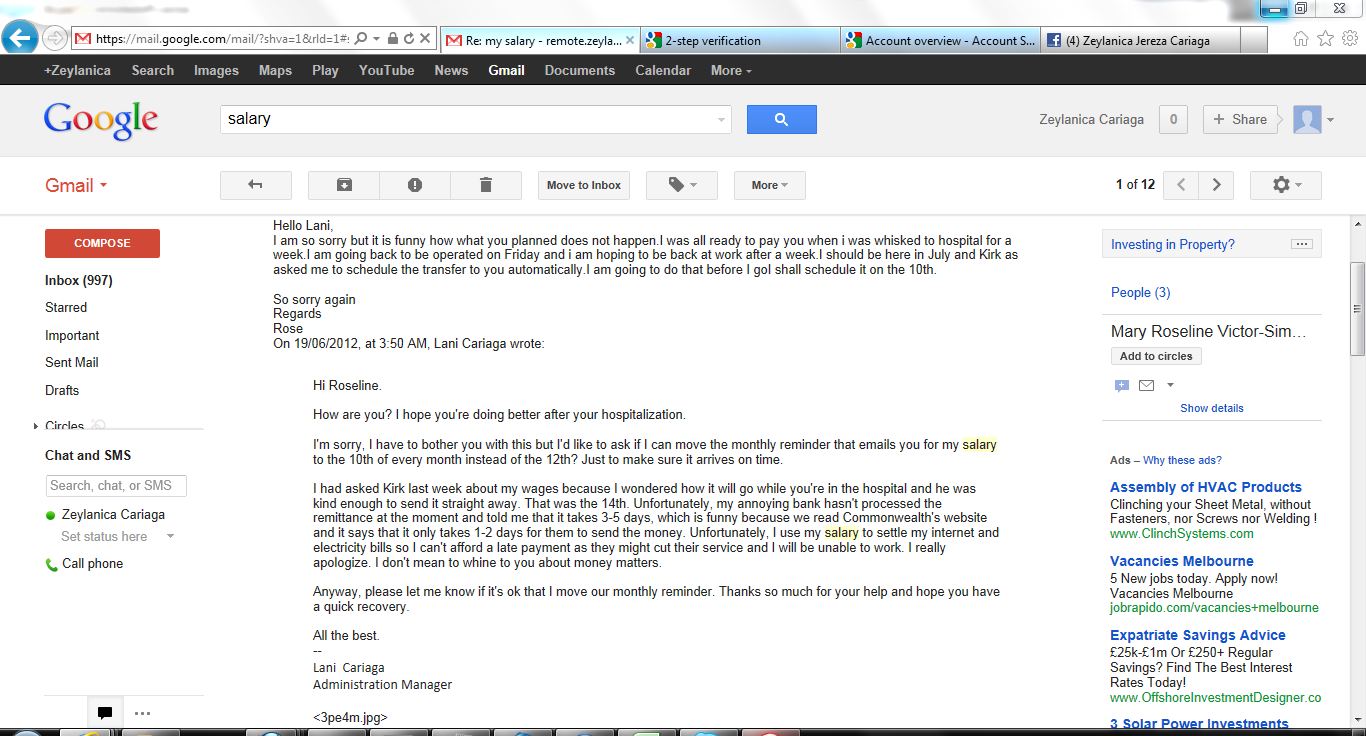 https://mail.google.com/mail/?shva=1&rld=1#:
Re: my salary - remote.zeyla...
2-step verification
Account overview - Account S...
(4) Zeylanica Jereza Cariaga
+Zeylanica Search Images Maps Play YouTube News Gmail Documents Calendar More
Google
salary
Zeylanica Cariaga
0
+ Share
Gmail
Move to Inbox
More
1 of 12
COMPOSE
Inbox (997)
Starred
Important
Sent Mail
Drafts
Circles
Chat and SMS
Search, chat, or SMS
Zeylanica Cariaga
Set status here
Call phone
Hello Lani,
I am so sorry but it is funny how what you planned does not happen.I was all ready to pay you when i was whisked to hospital for a
week.I am going back to be operated on Friday and i am hoping to be back at work after a week.I should be here in July and Kirk as
asked me to schedule the transfer to you automatically.I am going to do that before I goI shall schedule it on the 10th.
So sorry again
Regards
Rose
On 19/06/2012, at 3:50 AM, Lani Cariaga wrote:
Hi Roseline.
How are you? I hope you're doing better after your hospitalization.
I'm sorry, I have to bother you with this but I'd like to ask if I can move the monthly reminder that emails you for my salary
to the 10th of every month instead of the 12th? Just to make sure it arrives on time.
I had asked Kirk last week about my wages because I wondered how it will go while you're in the hospital and he was
kind enough to send it straight away. That was the 14th. Unfortunately, my annoying bank hasn't processed the
remittance at the moment and told me that it takes 3-5 days, which is funny because we read Commonwealth's website
and it says that it only takes 1-2 days for them to send the money. Unfortunately, I use my salary to settle my internet and
electricity bills so I can't afford a late payment as they might cut their service and I will be unable to work. I really
apologize. I don't mean to whine to you about money matters.
Anyway, please let me know if it's ok that I move our monthly reminder. Thanks so much for your help and hope you have
a quick recovery.
All the best.
--
Lani Cariaga
Administration Manager
<3pe4m.jpg>
Investing in Property?
People (3)
Mary Roseline Victor-Sim...
Add to circles
Show details
Ads – Why these ads?
Assembly of HVAC Products
Clinching your Sheet Metal, without
Fasteners, nor Screws nor Welding !
www.ClinchSystems.com
Vacancies Melbourne
5 New jobs today. Apply now!
Vacancies Melbourne
jobrapido.com/vacancies+melbourne
Expatriate Savings Advice
£25k-£1m Or £250+ Regular
Savings? Find The Best Interest
Rates Today!
www.OffshoreInvestmentDesigner.co
3 Solar Power Investments